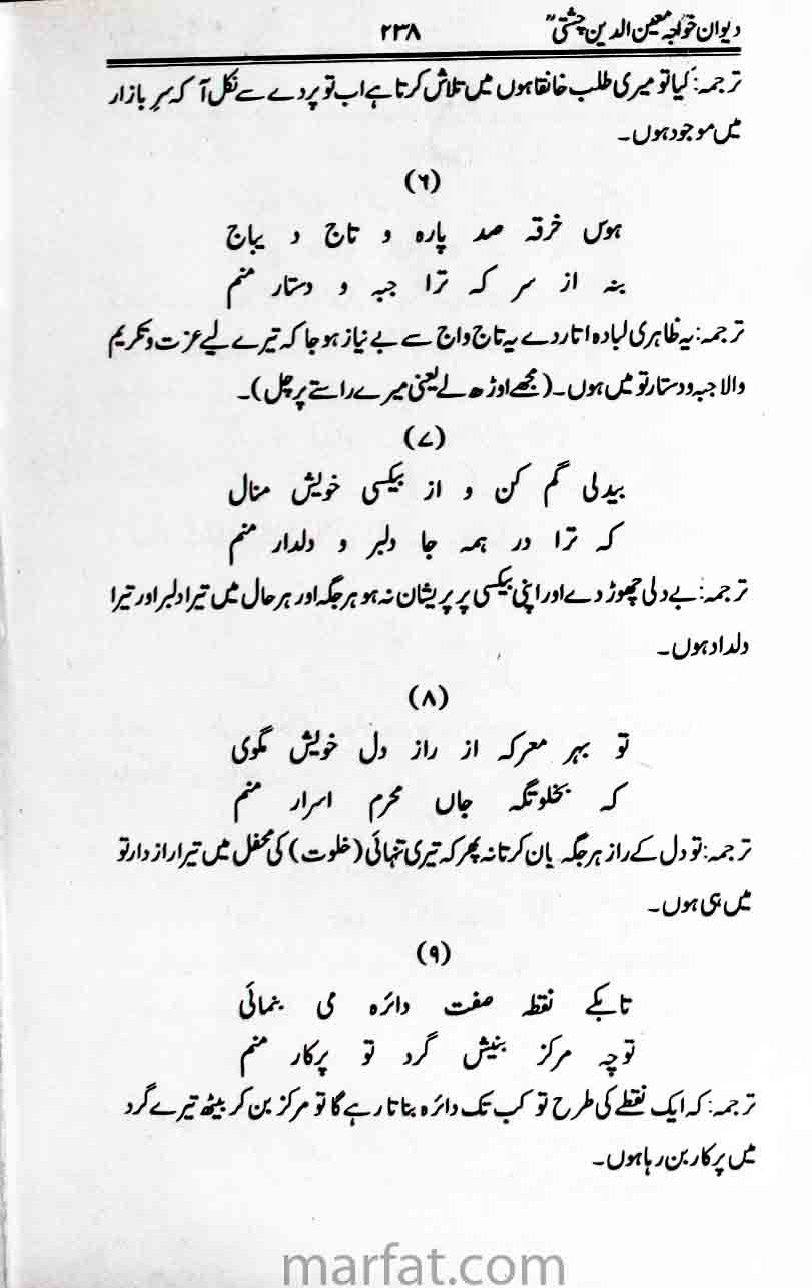 دیوان خواجہ معین الدین چشتیؒ ۲۳۸
ترجمہ: کیا تو میری طلب خانقاہوں میں تلاش کرتا ہے اب تو پردے سے نکل آ کہ سرِ بازار
میں موجود ہوں۔
(۶)
ہوس خرقہ صد پارہ و تاج د یباج
بنہ از سر کہ ترا جبہ و دستار منم
ترجمہ: یہ ظاہری لبادہ اتار دے یہ تاج واج سے بے نیاز ہو جا کہ تیرے لیے عزت و تکریم
والا جبہ و دستار تو میں ہوں۔ (مجھے اوڑھ لے یعنی میرے راستے پر چل)۔
(۷)
بیدلی گم کن و از بیکسی خویش منال
کہ ترا در ہمہ جا دلبر و دلدار منم
ترجمہ: بے دلی چھوڑ دے اور اپنی بیکسی پر پریشان نہ ہو ہر جگہ اور ہر حال میں تیرا دلبر اور تیرا
دلداد ہوں۔
(۸)
تو بہر معرکہ از راز دل خویش مگوی
کہ بخلوتگہ جاں محرم اسرار منم
ترجمہ: تو دل کے راز ہر جگہ بان کرتا نہ پھر کہ تیری تنہائی (خلوت) کی محفل میں تیرا راز دار تو
میں ہی ہوں۔
(۹)
تابکے نقطہ صفت دائرہ می بنمائی
توچہ مرکز بنیش گرد تو پرکار منم
ترجمہ: کہ ایک نقطے کی طرح تو کب تک دائرہ بناتا رہے گا تو مرکز بن کر بیٹھ تیرے گرد
میں پرکار بن رہا ہوں۔
marfat.com